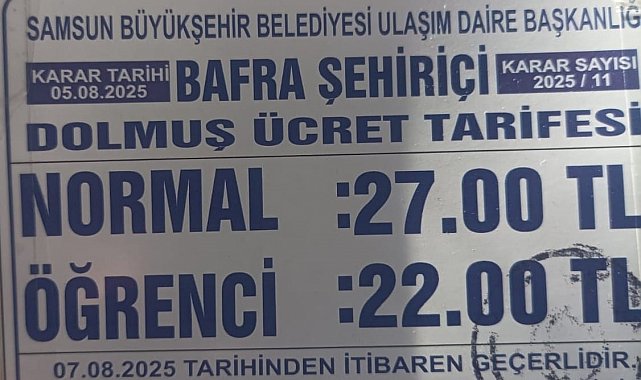 SAMSUN BÜYÜKŞEHİR BELEDİYESİ ULAŞIM DAİRE BAŞKANLIĞ
KARAR TARİHİ
05.08.2025
BAFRA ŞEHİRİÇİ
KARAR SAYISI
2025 / 11
DOLMUŞ ÜCRET TARİFESİ
NORMAL :27.00 TL
ÖĞRENCİ :22.00 TL
07.08.2025 TARİHİNDEN İTİBAREN GEÇERLİDİR.